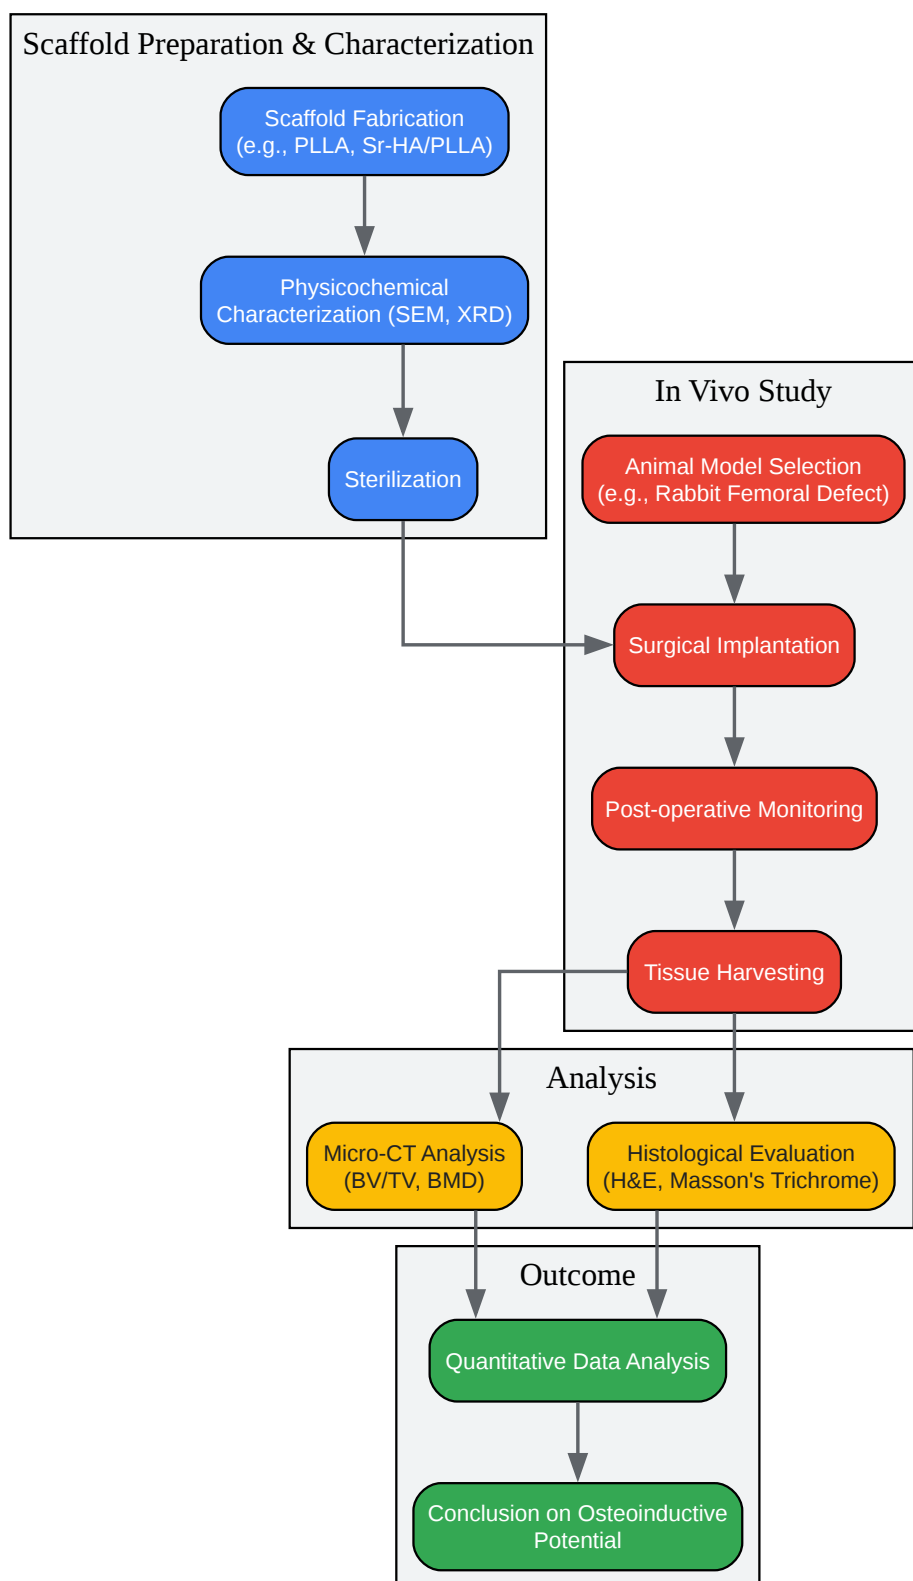 Scaffold Preparation & Characterization
Scaffold Fabrication
(e.g., PLLA, Sr-HA/PLLA)
Physicochemical
Characterization (SEM, XRD)
Sterilization
In Vivo Study
Animal Model Selection
(e.g., Rabbit Femoral Defect)
Surgical Implantation
Post-operative Monitoring
Tissue Harvesting
Analysis
Micro-CT Analysis
(BV/TV, BMD)
Histological Evaluation
(H&E, Masson's Trichrome)
Outcome
Quantitative Data Analysis
Conclusion on Osteoinductive
Potential